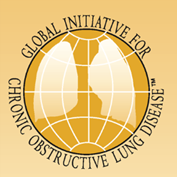 GLOBAL INITIATIVE FOR
CHRONIC OBSTRUCTIVE LUNG DISEASE™